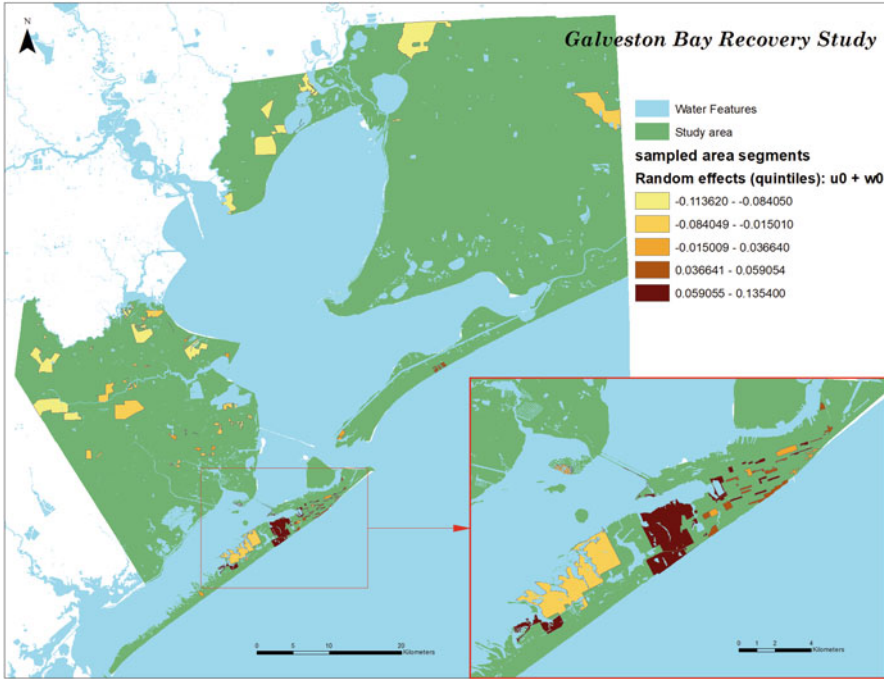 N
Galveston Bay Recovery Study
Water Features
Study area
sampled area segments
Random effects (quintiles): u0 + w0
-0.113620 - -0.084050
-0.084049 - -0.015010
-0.015009 - 0.036640
0.036641 - 0.059054
0.059055 - 0.135400
0 5 10 20
Kilometers
0 1 2 4
Kilometers